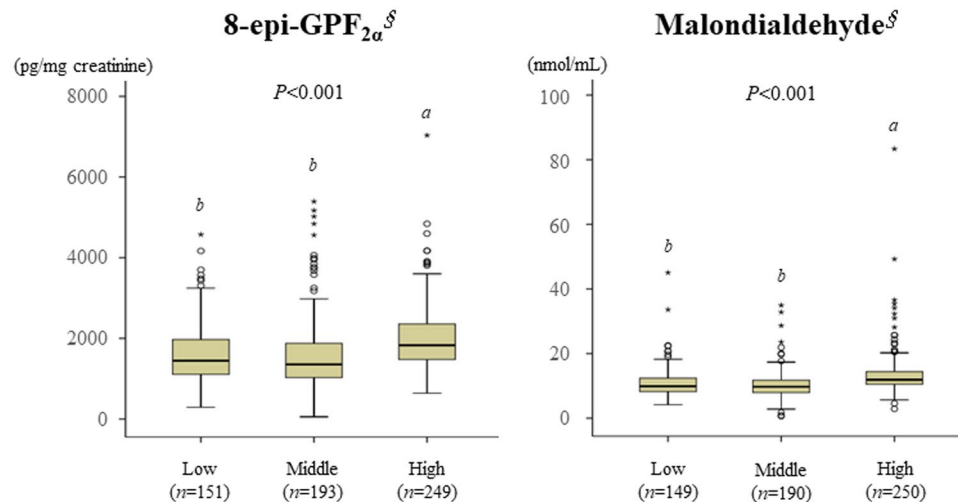 8-epi-GPF2α§
(pg/mg creatinine)
P<0.001
8000
6000
4000
2000
0
b
b
a
Low
(n=151)
Middle
(n=193)
High
(n=249)
Malondialdehyde§
(nmol/mL)
P<0.001
100
80
60
40
20
0
b
b
a
Low
(n=149)
Middle
(n=190)
High
(n=250)